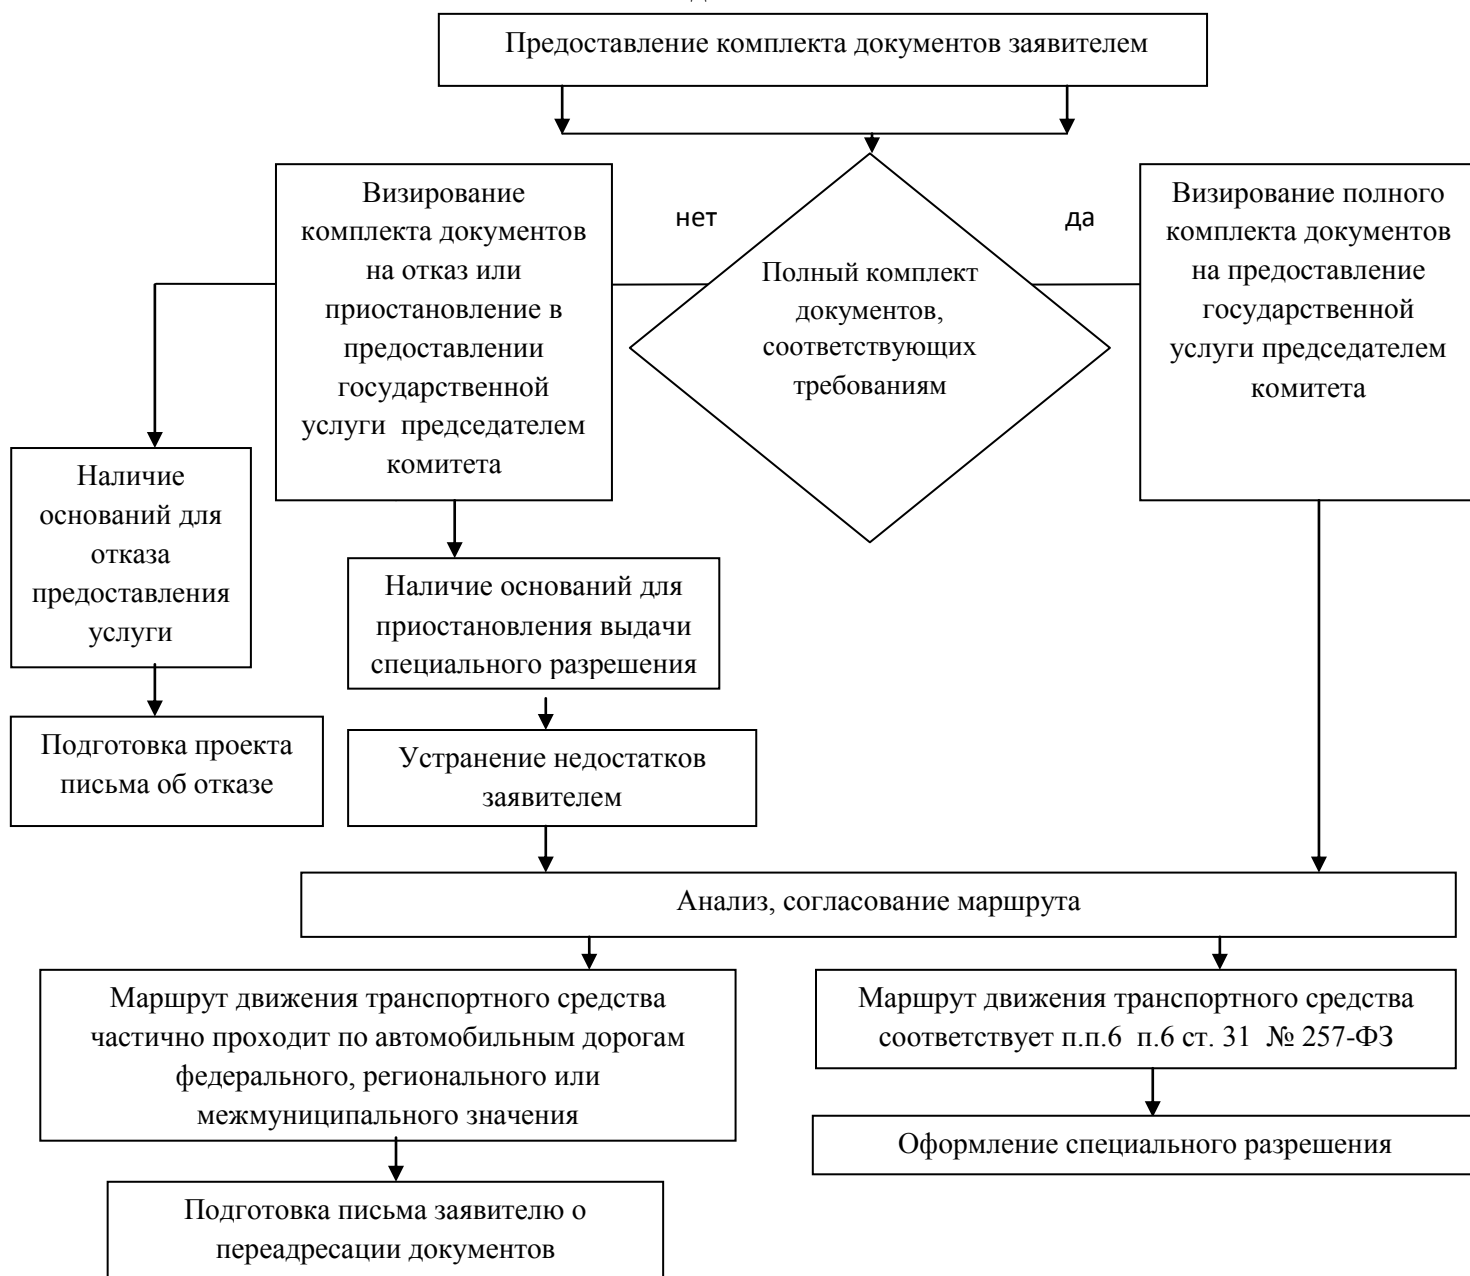 Предоставление комплекта документов заявителем
Визирование
комплекта документов
на отказ или
приостановление в
предоставлении
государственной
услуги председателем
комитета
нет
Полный комплект
документов,
соответствующих
требованиям
да
Визирование полного
комплекта документов
на предоставление
государственной
услуги председателем
комитета
Наличие
оснований для
отказа
предоставления
услуги
Наличие оснований для
приостановления выдачи
специального разрешения
Подготовка проекта
письма об отказе
Устранение недостатков
заявителем
Анализ, согласование маршрута
Маршрут движения транспортного средства
частично проходит по автомобильным дорогам
федерального, регионального или
межмуниципального значения
Маршрут движения транспортного средства
соответствует п.п.6 п.6 ст. 31 № 257-ФЗ
Оформление специального разрешения
Подготовка письма заявителю о
переадресации документов